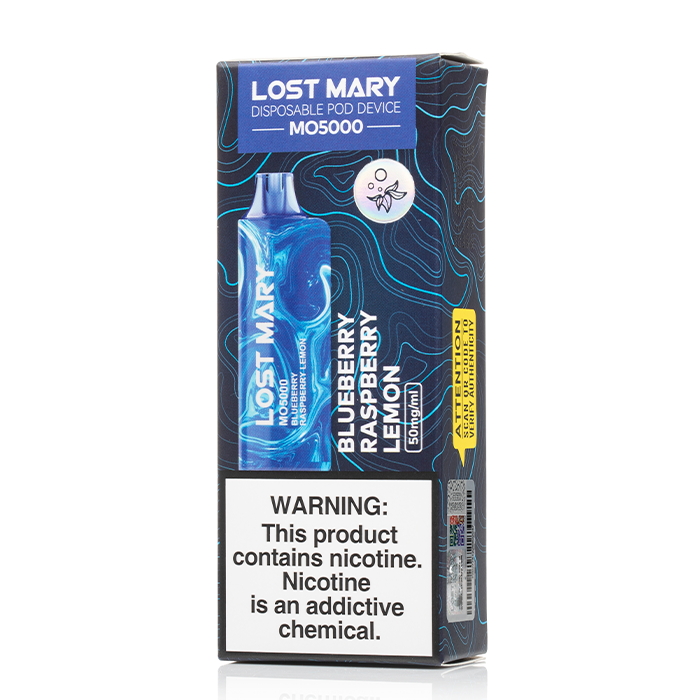 LOST MARY
DISPOSABLE POD DEVICE
MO5000
LOST MARY
MO5000
BLUEBERRY
RASPBERRY LEMON
BLUEBERRY
RASPBERRY
LEMON
50mg/ml
ATTENTION
SCAN QR CODE TO
VERIFY AUTHENTICITY
WARNING:
This product
contains nicotine.
Nicotine
is an addictive
chemical.